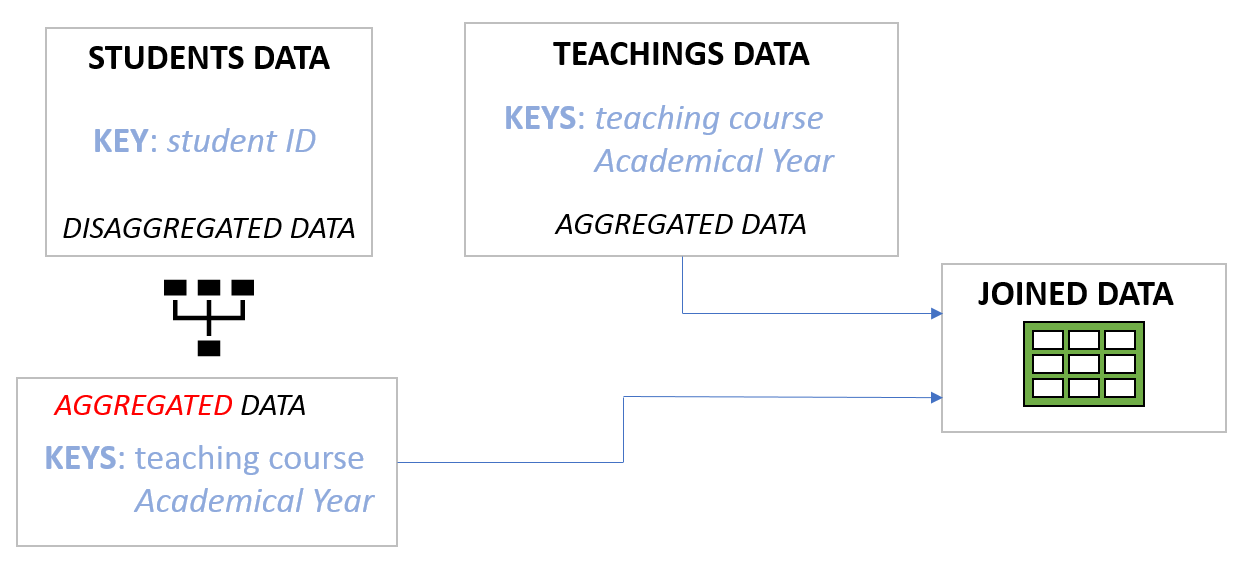 STUDENTS DATA
KEY: student ID
DISAGGREGATED DATA
TEACHINGS DATA
KEYS: teaching course
Academical Year
AGGREGATED DATA
AGGREGATED DATA
KEYS: teaching course
Academical Year
JOINED DATA